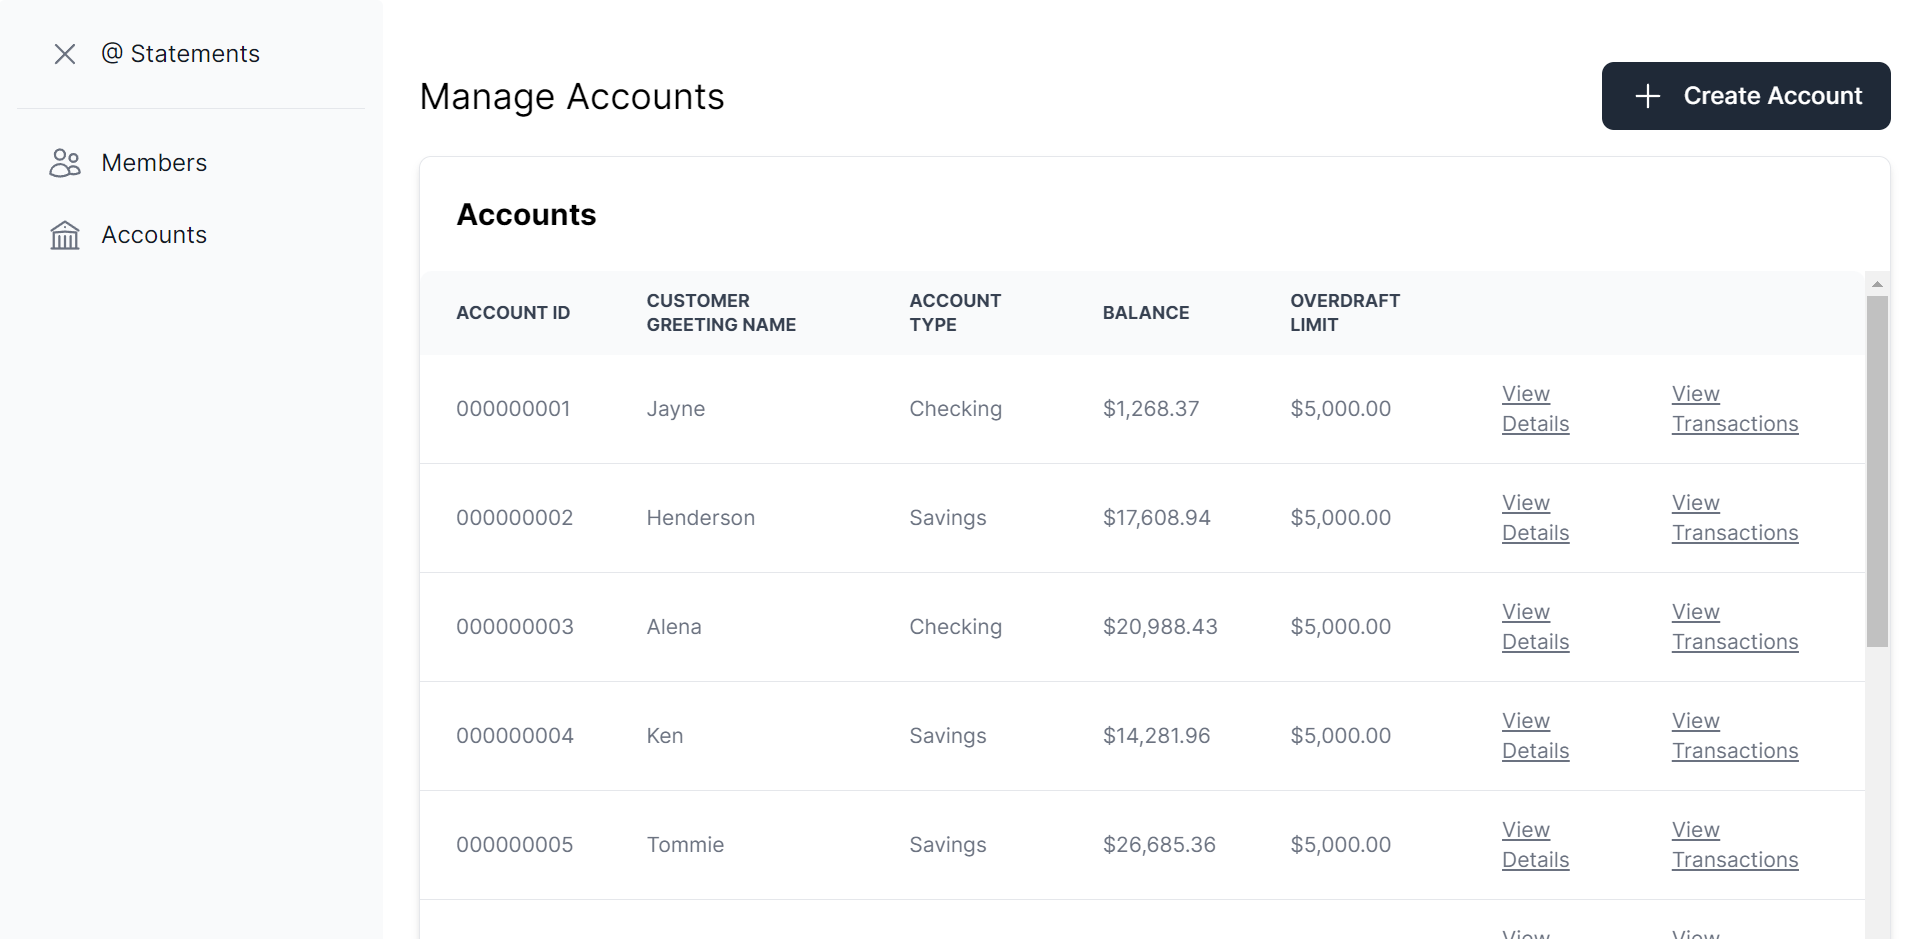 @ Statements
Members
Accounts
Manage Accounts
Create Account
Accounts
ACCOUNT ID CUSTOMER GREETING NAME ACCOUNT TYPE BALANCE OVERDRAFT LIMIT
000000001 Jayne Checking $1,268.37 $5,000.00 View Details View Transactions
000000002 Henderson Savings $17,608.94 $5,000.00 View Details View Transactions
000000003 Alena Checking $20,988.43 $5,000.00 View Details View Transactions
000000004 Ken Savings $14,281.96 $5,000.00 View Details View Transactions
000000005 Tommie Savings $26,685.36 $5,000.00 View Details View Transactions
View View